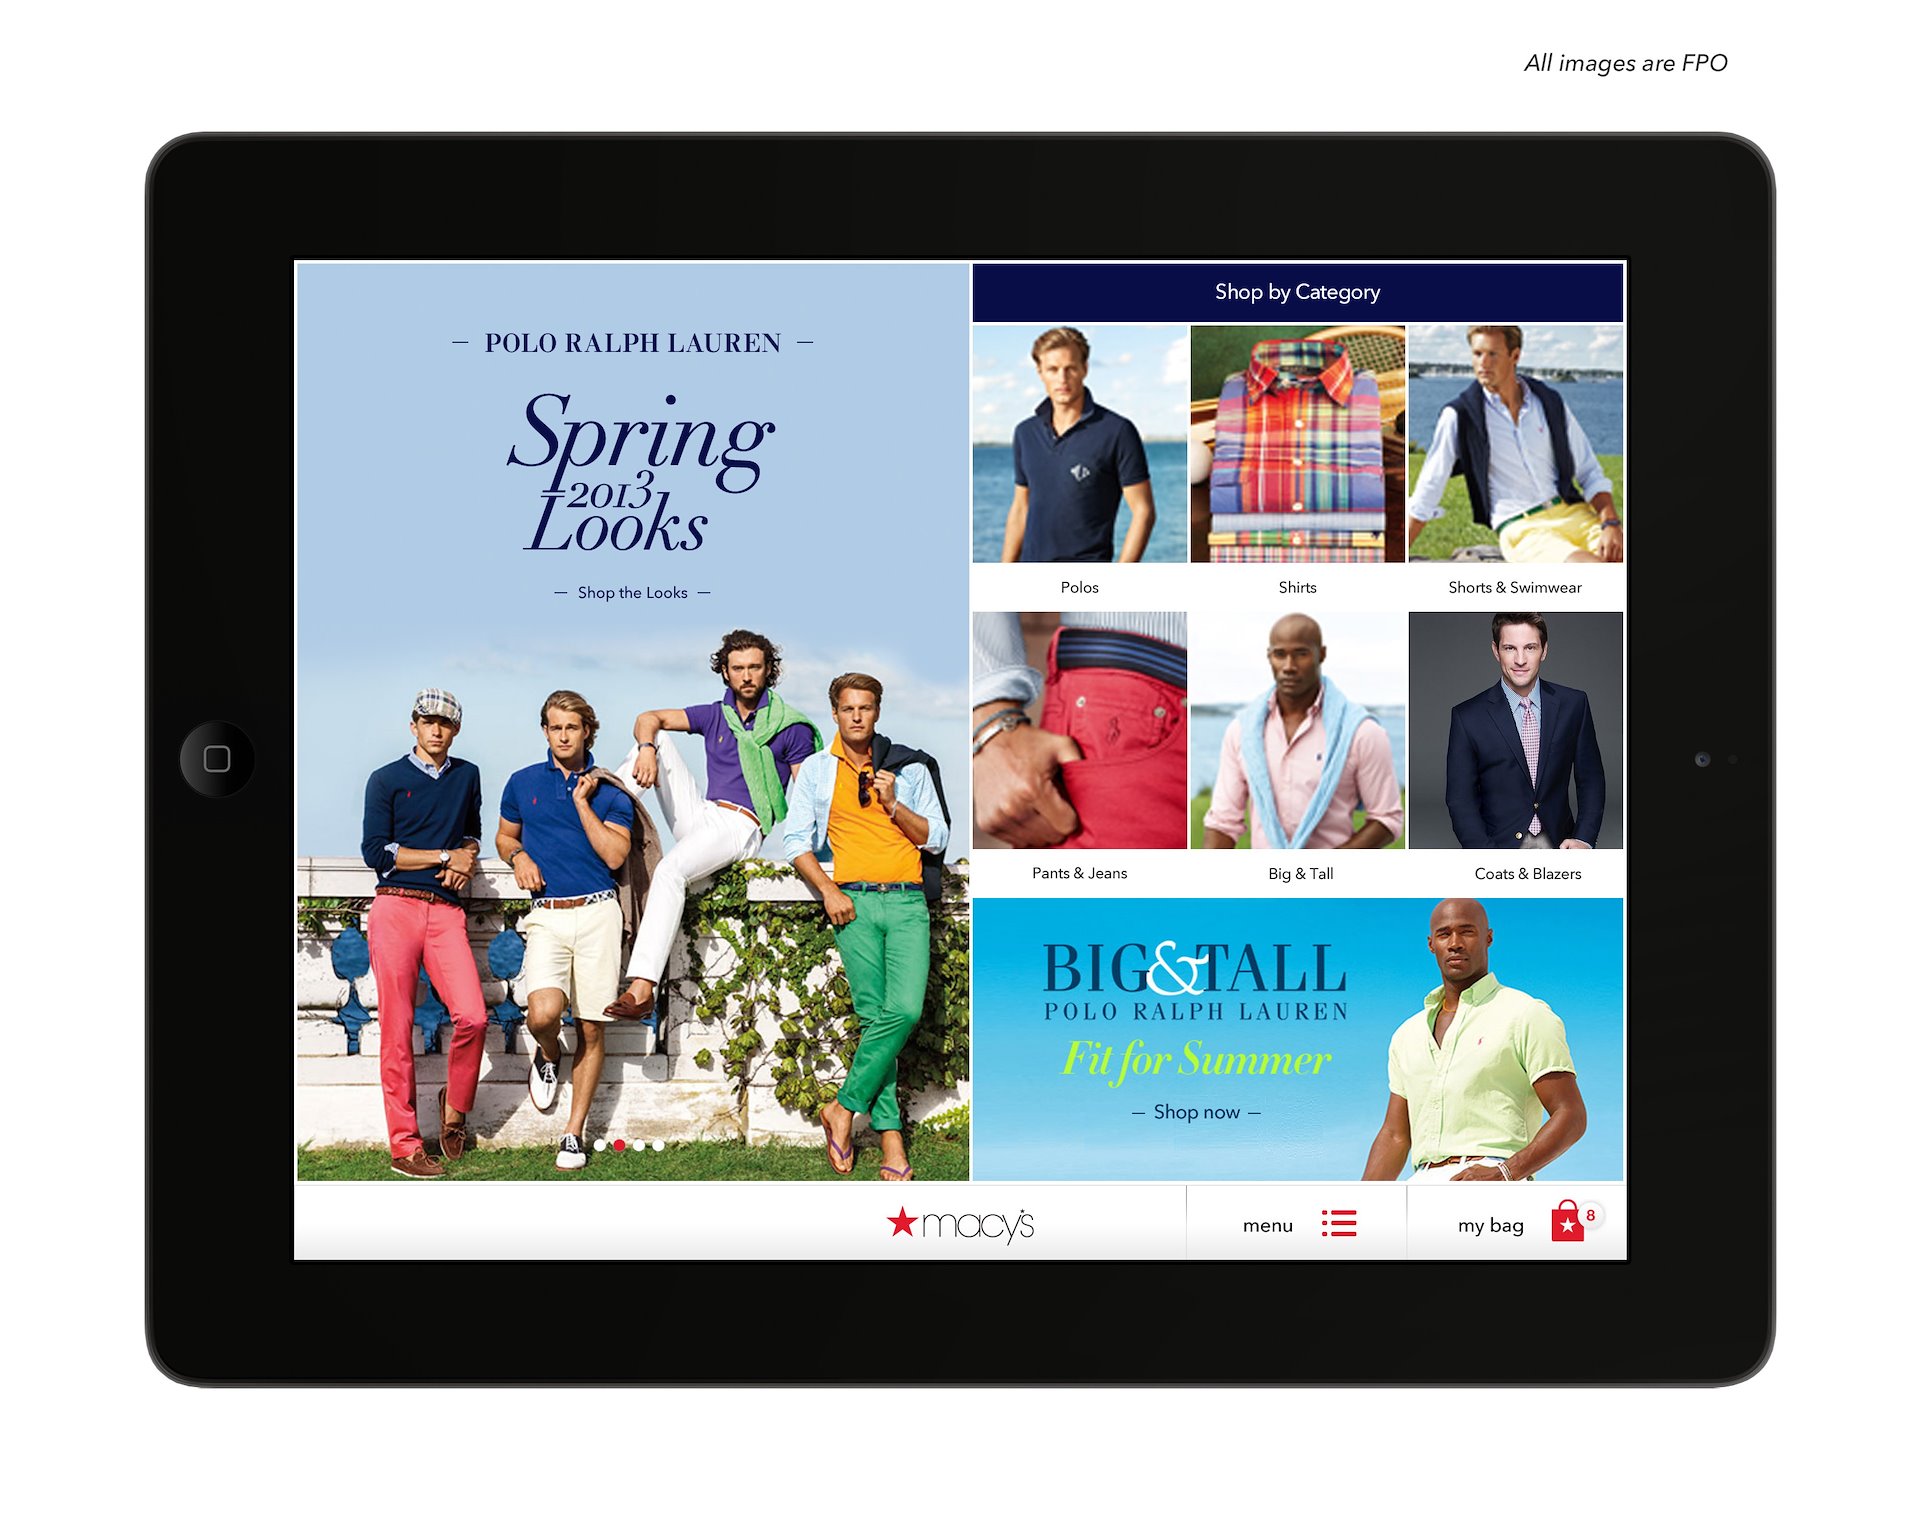 All images are FPO
— POLO RALPH LAUREN —
Spring
2013
Looks
— Shop the Looks —
Shop by Category
Polos
Shirts
Shorts & Swimwear
Pants & Jeans
Big & Tall
Coats & Blazers
BIG&TALL
POLO RALPH LAUREN
Fit for Summer
— Shop now —
macy's
menu
my bag
8